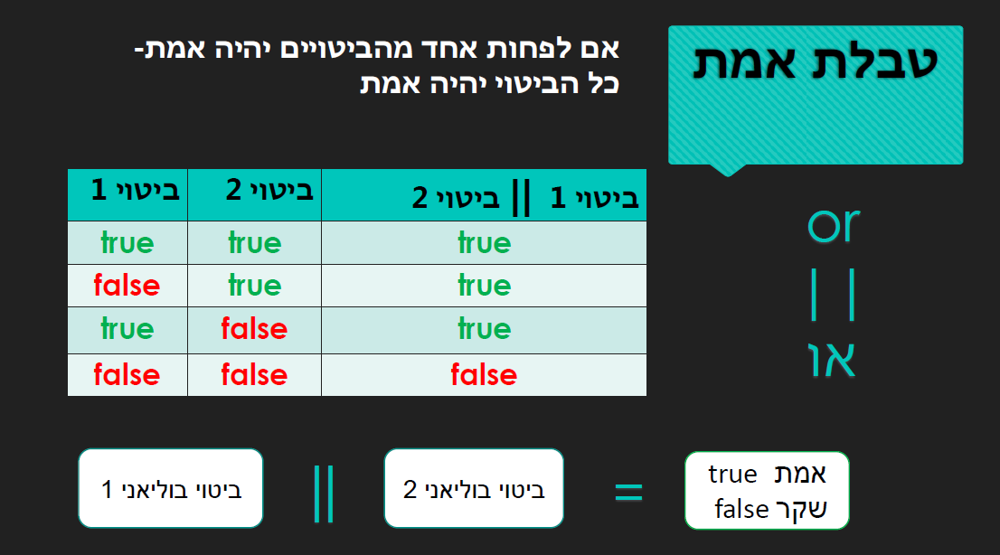 טבלת אמת
אם לפחות אחד מהביטויים יהיה אמת-
כל הביטוי יהיה אמת
or
||
או
ביטוי 1 ביטוי 2 ביטוי 1 || ביטוי 2
true true true
false true true
true false true
false false false
ביטוי בוליאני 1 || ביטוי בוליאני 2 =
אמת true
שקר false